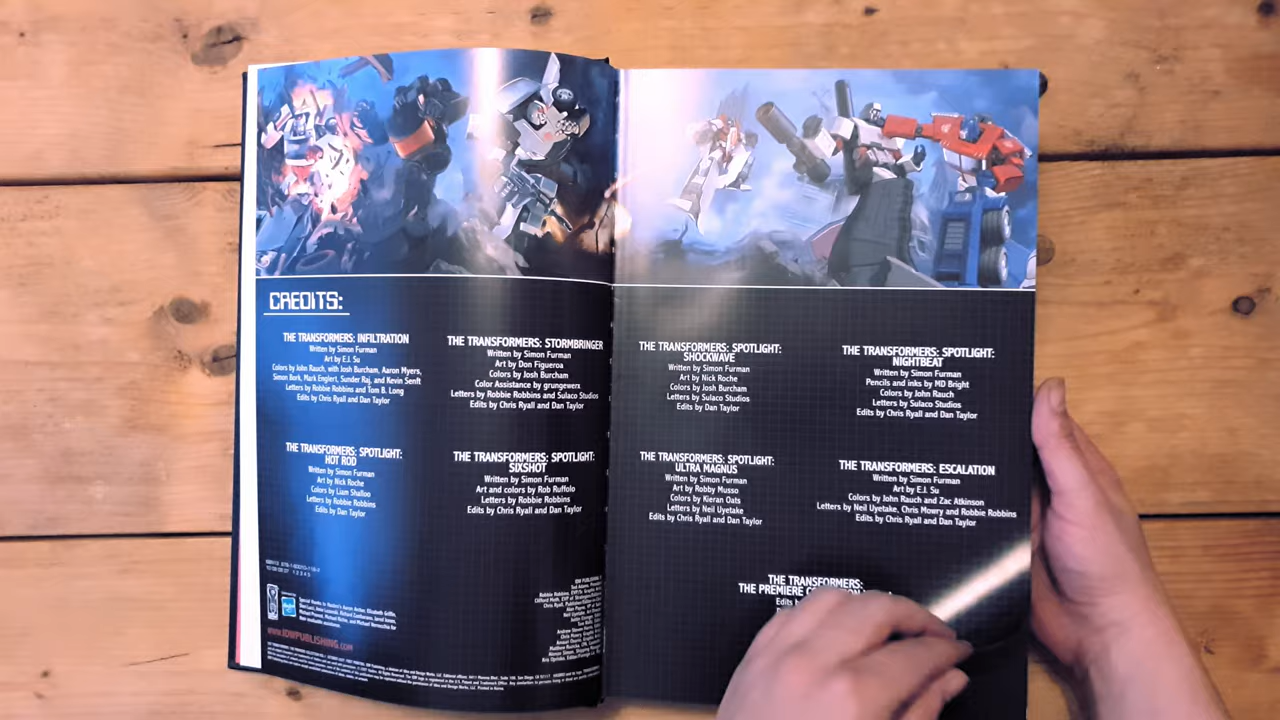 CREDITS:
THE TRANSFORMERS: INFILTRATION
Written by Simon Furman
Art by E.J. Su
Colors by John Rauch, with Josh Burcham, Aaron Myers,
Simon Bork, Mark Englert, Sunder Raj, and Kevin Senft
Letters by Robbie Robbins and Tom B. Long
Edits by Chris Ryall and Dan Taylor
THE TRANSFORMERS: STORMBRINGER
Written by Simon Furman
Art by Don Figueroa
Colors by Josh Burcham
Color Assistance by grungewerx
Letters by Robbie Robbins and Sulaco Studios
Edits by Chris Ryall and Dan Taylor
THE TRANSFORMERS: SPOTLIGHT:
HOT ROD
Written by Simon Furman
Art by Nick Roche
Colors by Liam Shalloo
Letters by Robbie Robbins
Edits by Dan Taylor
THE TRANSFORMERS: SPOTLIGHT:
SIXSHOT
Written by Simon Furman
Art and colors by Rob Ruffolo
Letters by Robbie Robbins
Edits by Chris Ryall and Dan Taylor
www.IDWPUBLISHING.com
IDW PUBLISHING
THE TRANSFORMERS: SPOTLIGHT:
SHOCKWAVE
Written by Simon Furman
Art by Nick Roche
Colors by Josh Burcham
Letters by Sulaco Studios
Edits by Dan Taylor
THE TRANSFORMERS: SPOTLIGHT:
NIGHTBEAT
Written by Simon Furman
Pencils and inks by MD Bright
Colors by John Rauch
Letters by Sulaco Studios
Edits by Chris Ryall and Dan Taylor
THE TRANSFORMERS: SPOTLIGHT:
ULTRA MAGNUS
Written by Simon Furman
Art by Robby Musso
Colors by Kieran Oats
Letters by Neil Uyetake
Edits by Chris Ryall and Dan Taylor
THE TRANSFORMERS: ESCALATION
Written by Simon Furman
Art by E.J. Su
Colors by John Rauch and Zac Atkinson
Letters by Neil Uyetake, Chris Mowry and Robbie Robbins
Edits by Chris Ryall and Dan Taylor
THE TRANSFORMERS:
THE PREMIERE
Edits